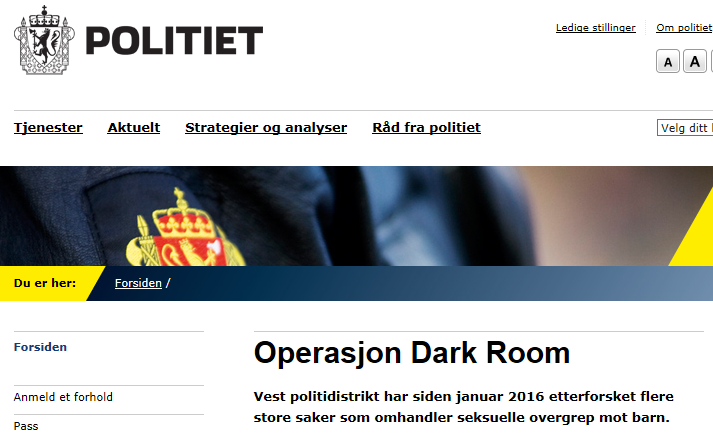 POLITIET
Ledige stillinger
Om politiet
A A
Tjenester Aktuelt Strategier og analyser Råd fra politiet
Velg ditt
Du er her: Forsiden /
Forsiden
Anmeld et forhold
Pass
Operasjon Dark Room
Vest politidistrikt har siden januar 2016 etterforsket flere
store saker som omhandler seksuelle overgrep mot barn.